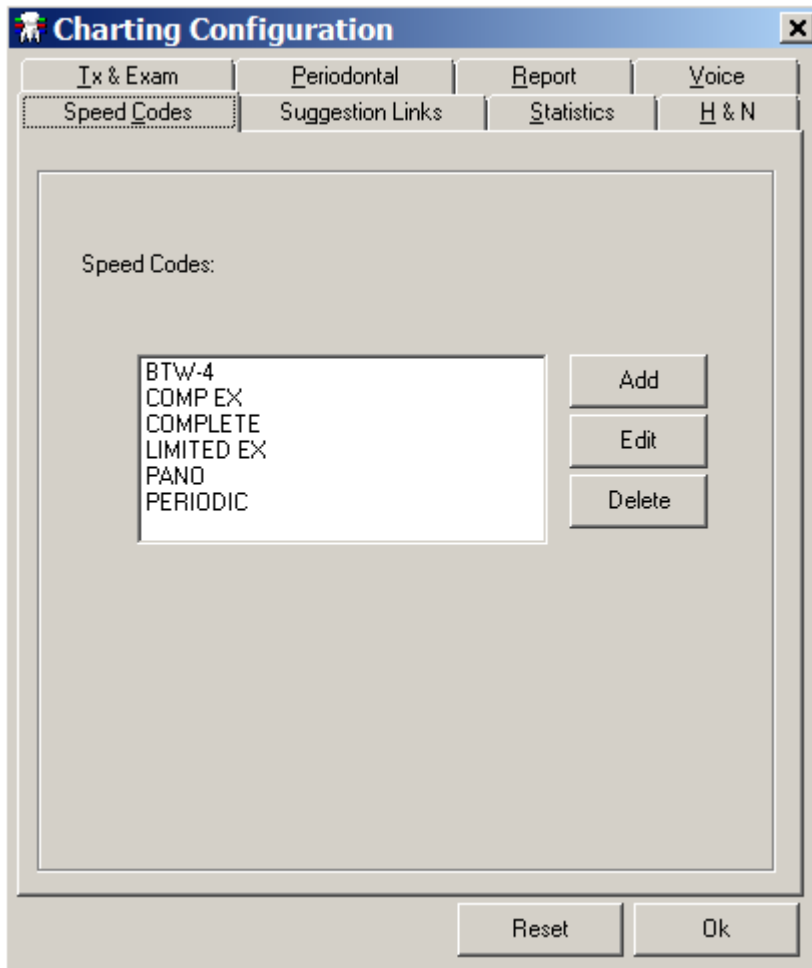 Charting Configuration
Tx & Exam Periodontal Report Voice
Speed Codes Suggestion Links Statistics H & N
Speed Codes:
BTW-4
COMP EX
COMPLETE
LIMITED EX
PANO
PERIODIC
Add
Edit
Delete
Reset Ok